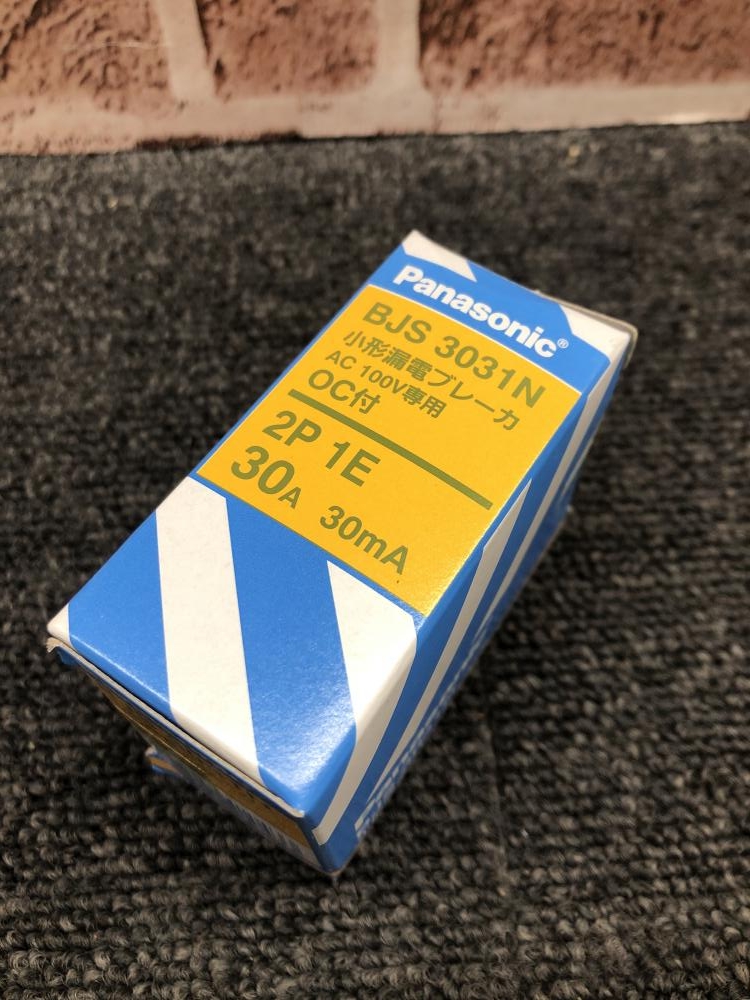 Panasonic®
BJS 3031N
小形漏電ブレーカ
AC 100V専用
OC付
2P 1E
30A 30mA